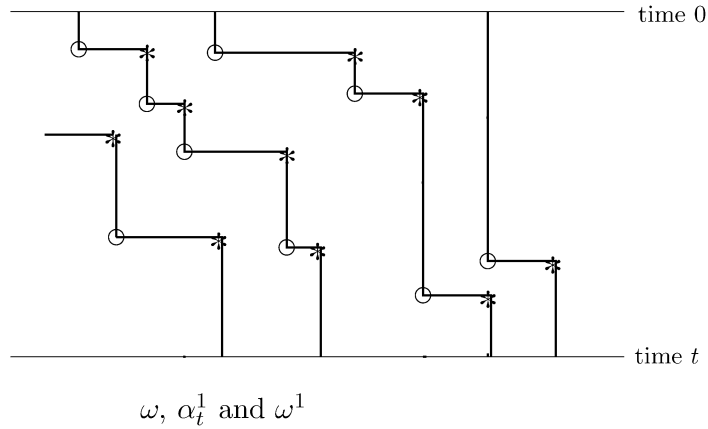 time 0
time t
ω, α_t^1 and ω^1